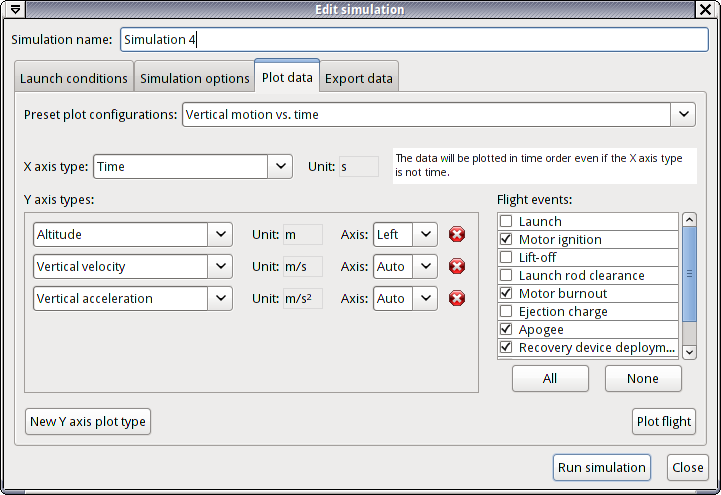 Edit simulation
Simulation name: Simulation 4
Launch conditions Simulation options Plot data Export data
Preset plot configurations: Vertical motion vs. time
X axis type: Time Unit: s The data will be plotted in time order even if the X axis type
is not time.
Y axis types: Flight events:
Launch
Altitude Unit: m Axis: Left Motor ignition
Lift-off
Vertical velocity Unit: m/s Axis: Auto Launch rod clearance
Vertical acceleration Unit: m/s² Axis: Auto Motor burnout
Ejection charge
Apogee
Recovery device deploym...
All None
New Y axis plot type Plot flight
Run simulation Close